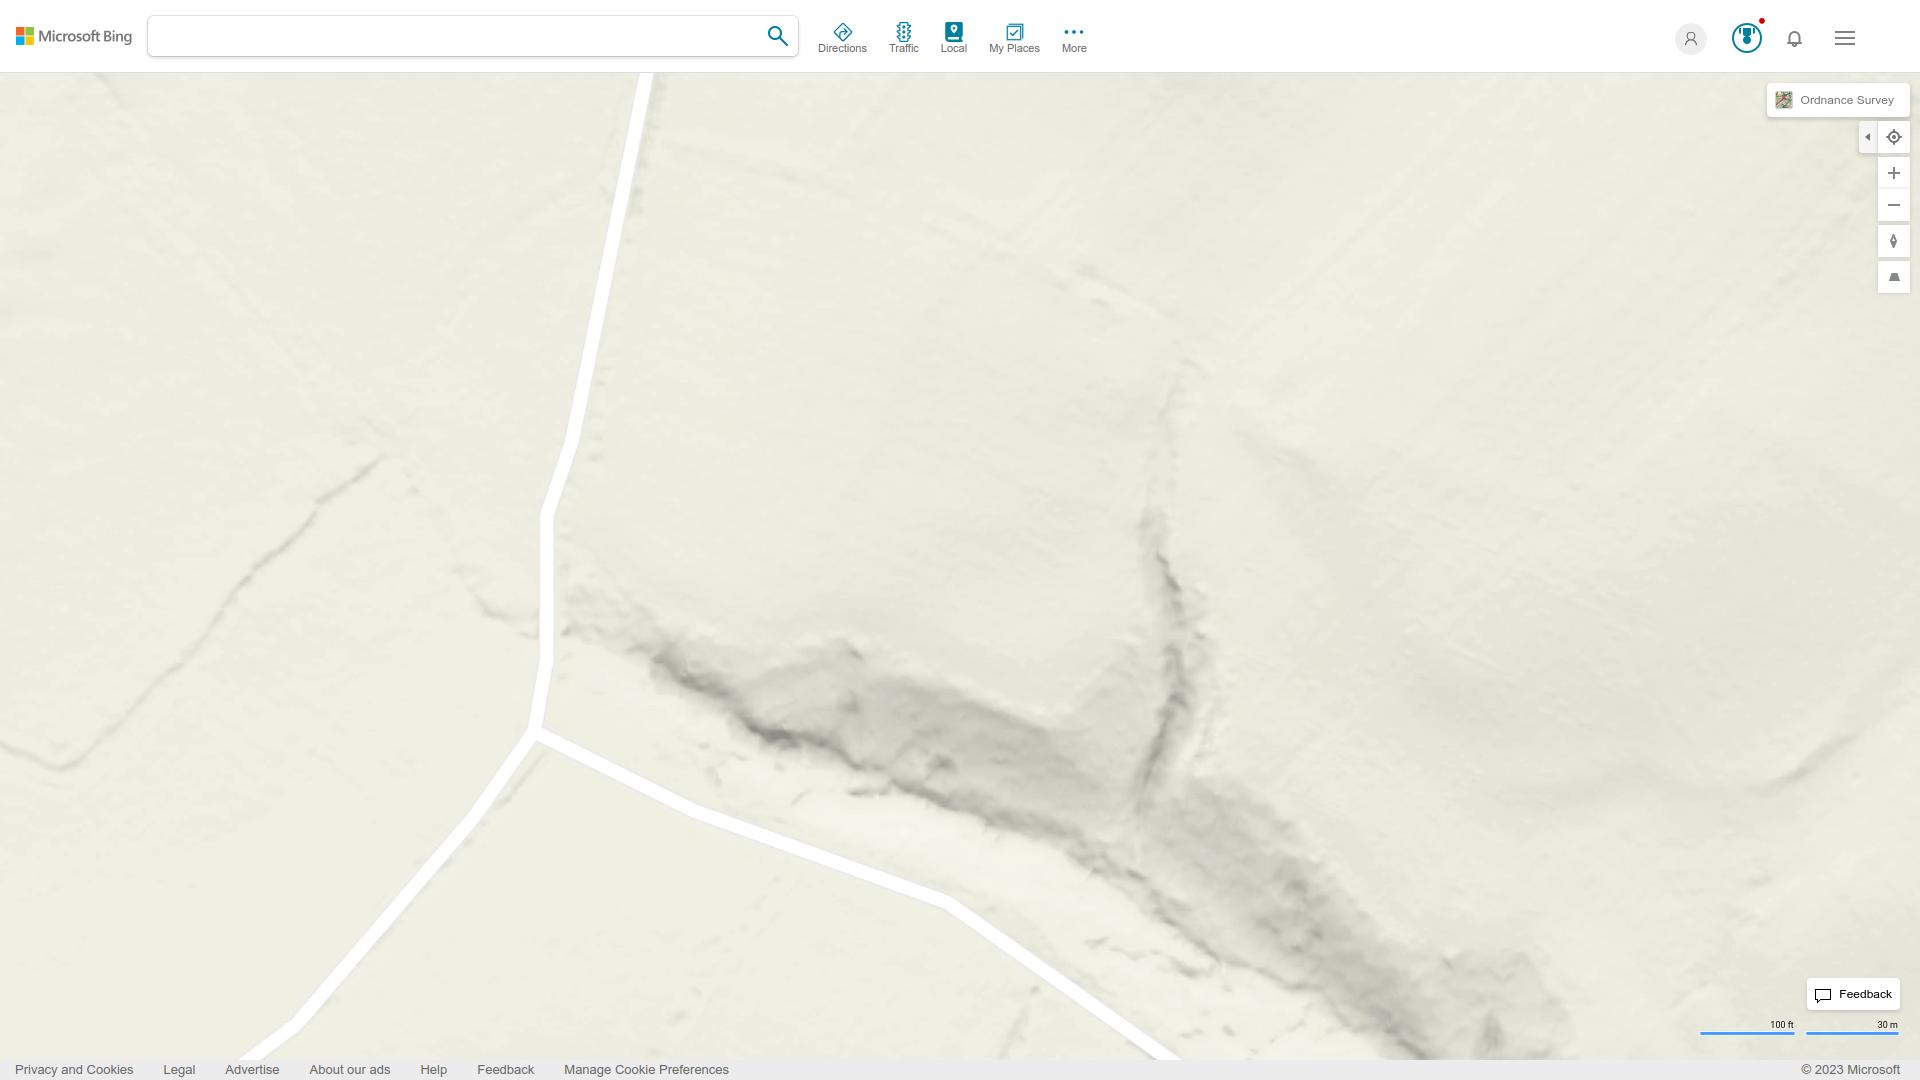 Microsoft Bing
Directions
Traffic
Local
My Places
More
Ordnance Survey
Feedback
100 ft
30 m
Privacy and Cookies
Legal
Advertise
About our ads
Help
Feedback
Manage Cookie Preferences
© 2023 Microsoft